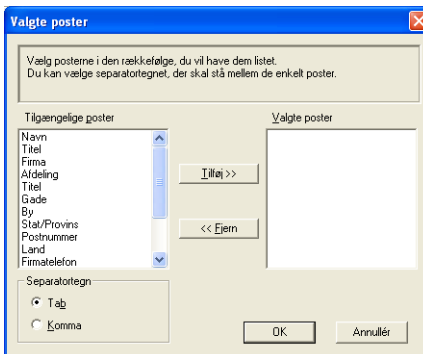 Valgte poster
Vælg posterne i den rækkefølge, du vil have dem listet.
Du kan vælge separatortegnet, der skal stå mellem de enkelt poster.
Tilgængelige poster
Valgte poster
Navn
Titel
Firma
Afdeling
Titel
Gade
By
Stat/Provins
Postnummer
Land
Firmatelefon
Tilføj >>
<< Fjern
Separatortegn
Tab
Komma
OK
Annullér